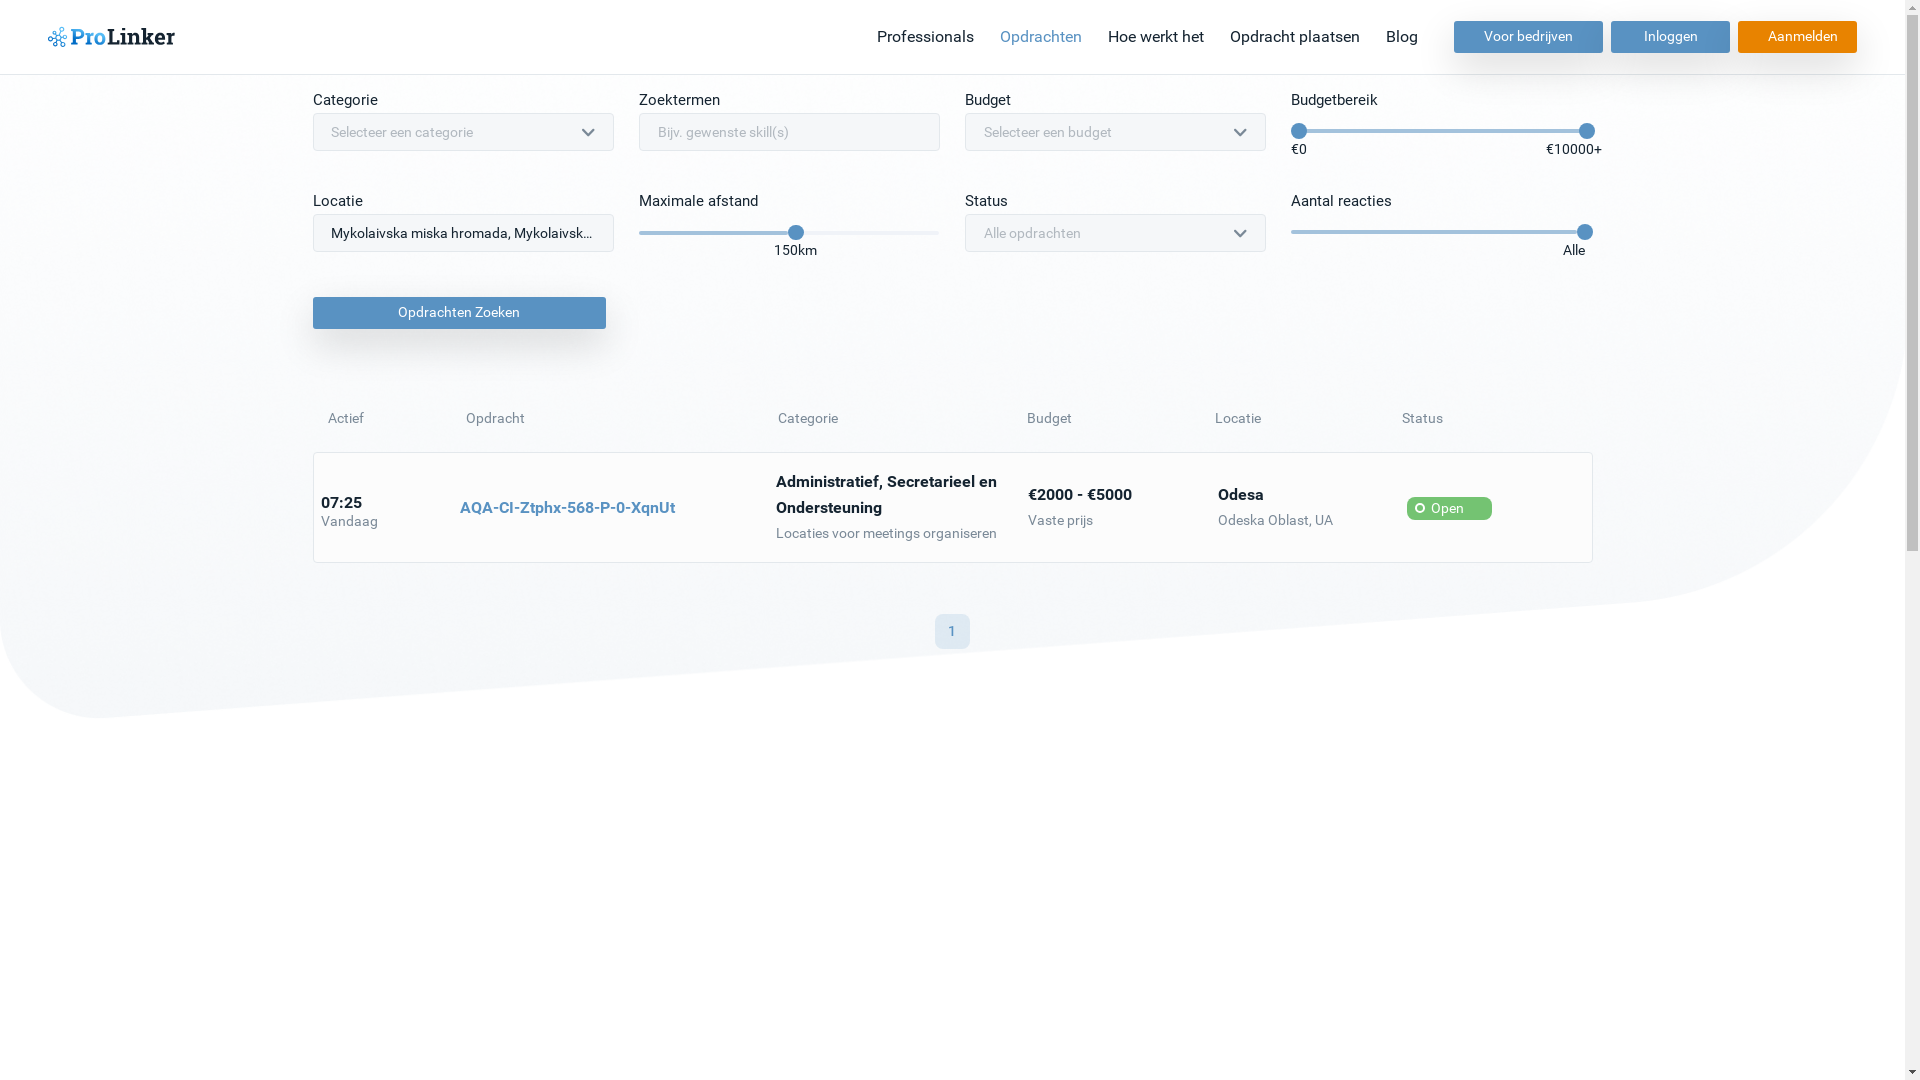 ProLinker
Professionals Opdrachten Hoe werkt het Opdracht plaatsen Blog Voor bedrijven Inloggen Aanmelden
Categorie Zoektermen Budget Budgetbereik
Selecteer een categorie Bijv. gewenste skill(s) Selecteer een budget
€0 €10000+
Locatie Maximale afstand Status Aantal reacties
Mykolaivska miska hromada, Mykolaivsk... Alle opdrachten
150km Alle
Opdrachten Zoeken
Actief Opdracht Categorie Budget Locatie Status
07:25
Vandaag
AQA-CI-Ztphx-568-P-0-XqnUt
Administratief, Secretarieel en
Ondersteuning
Locaties voor meetings organiseren
€2000 - €5000
Vaste prijs
Odesa
Odeska Oblast, UA
Open
1